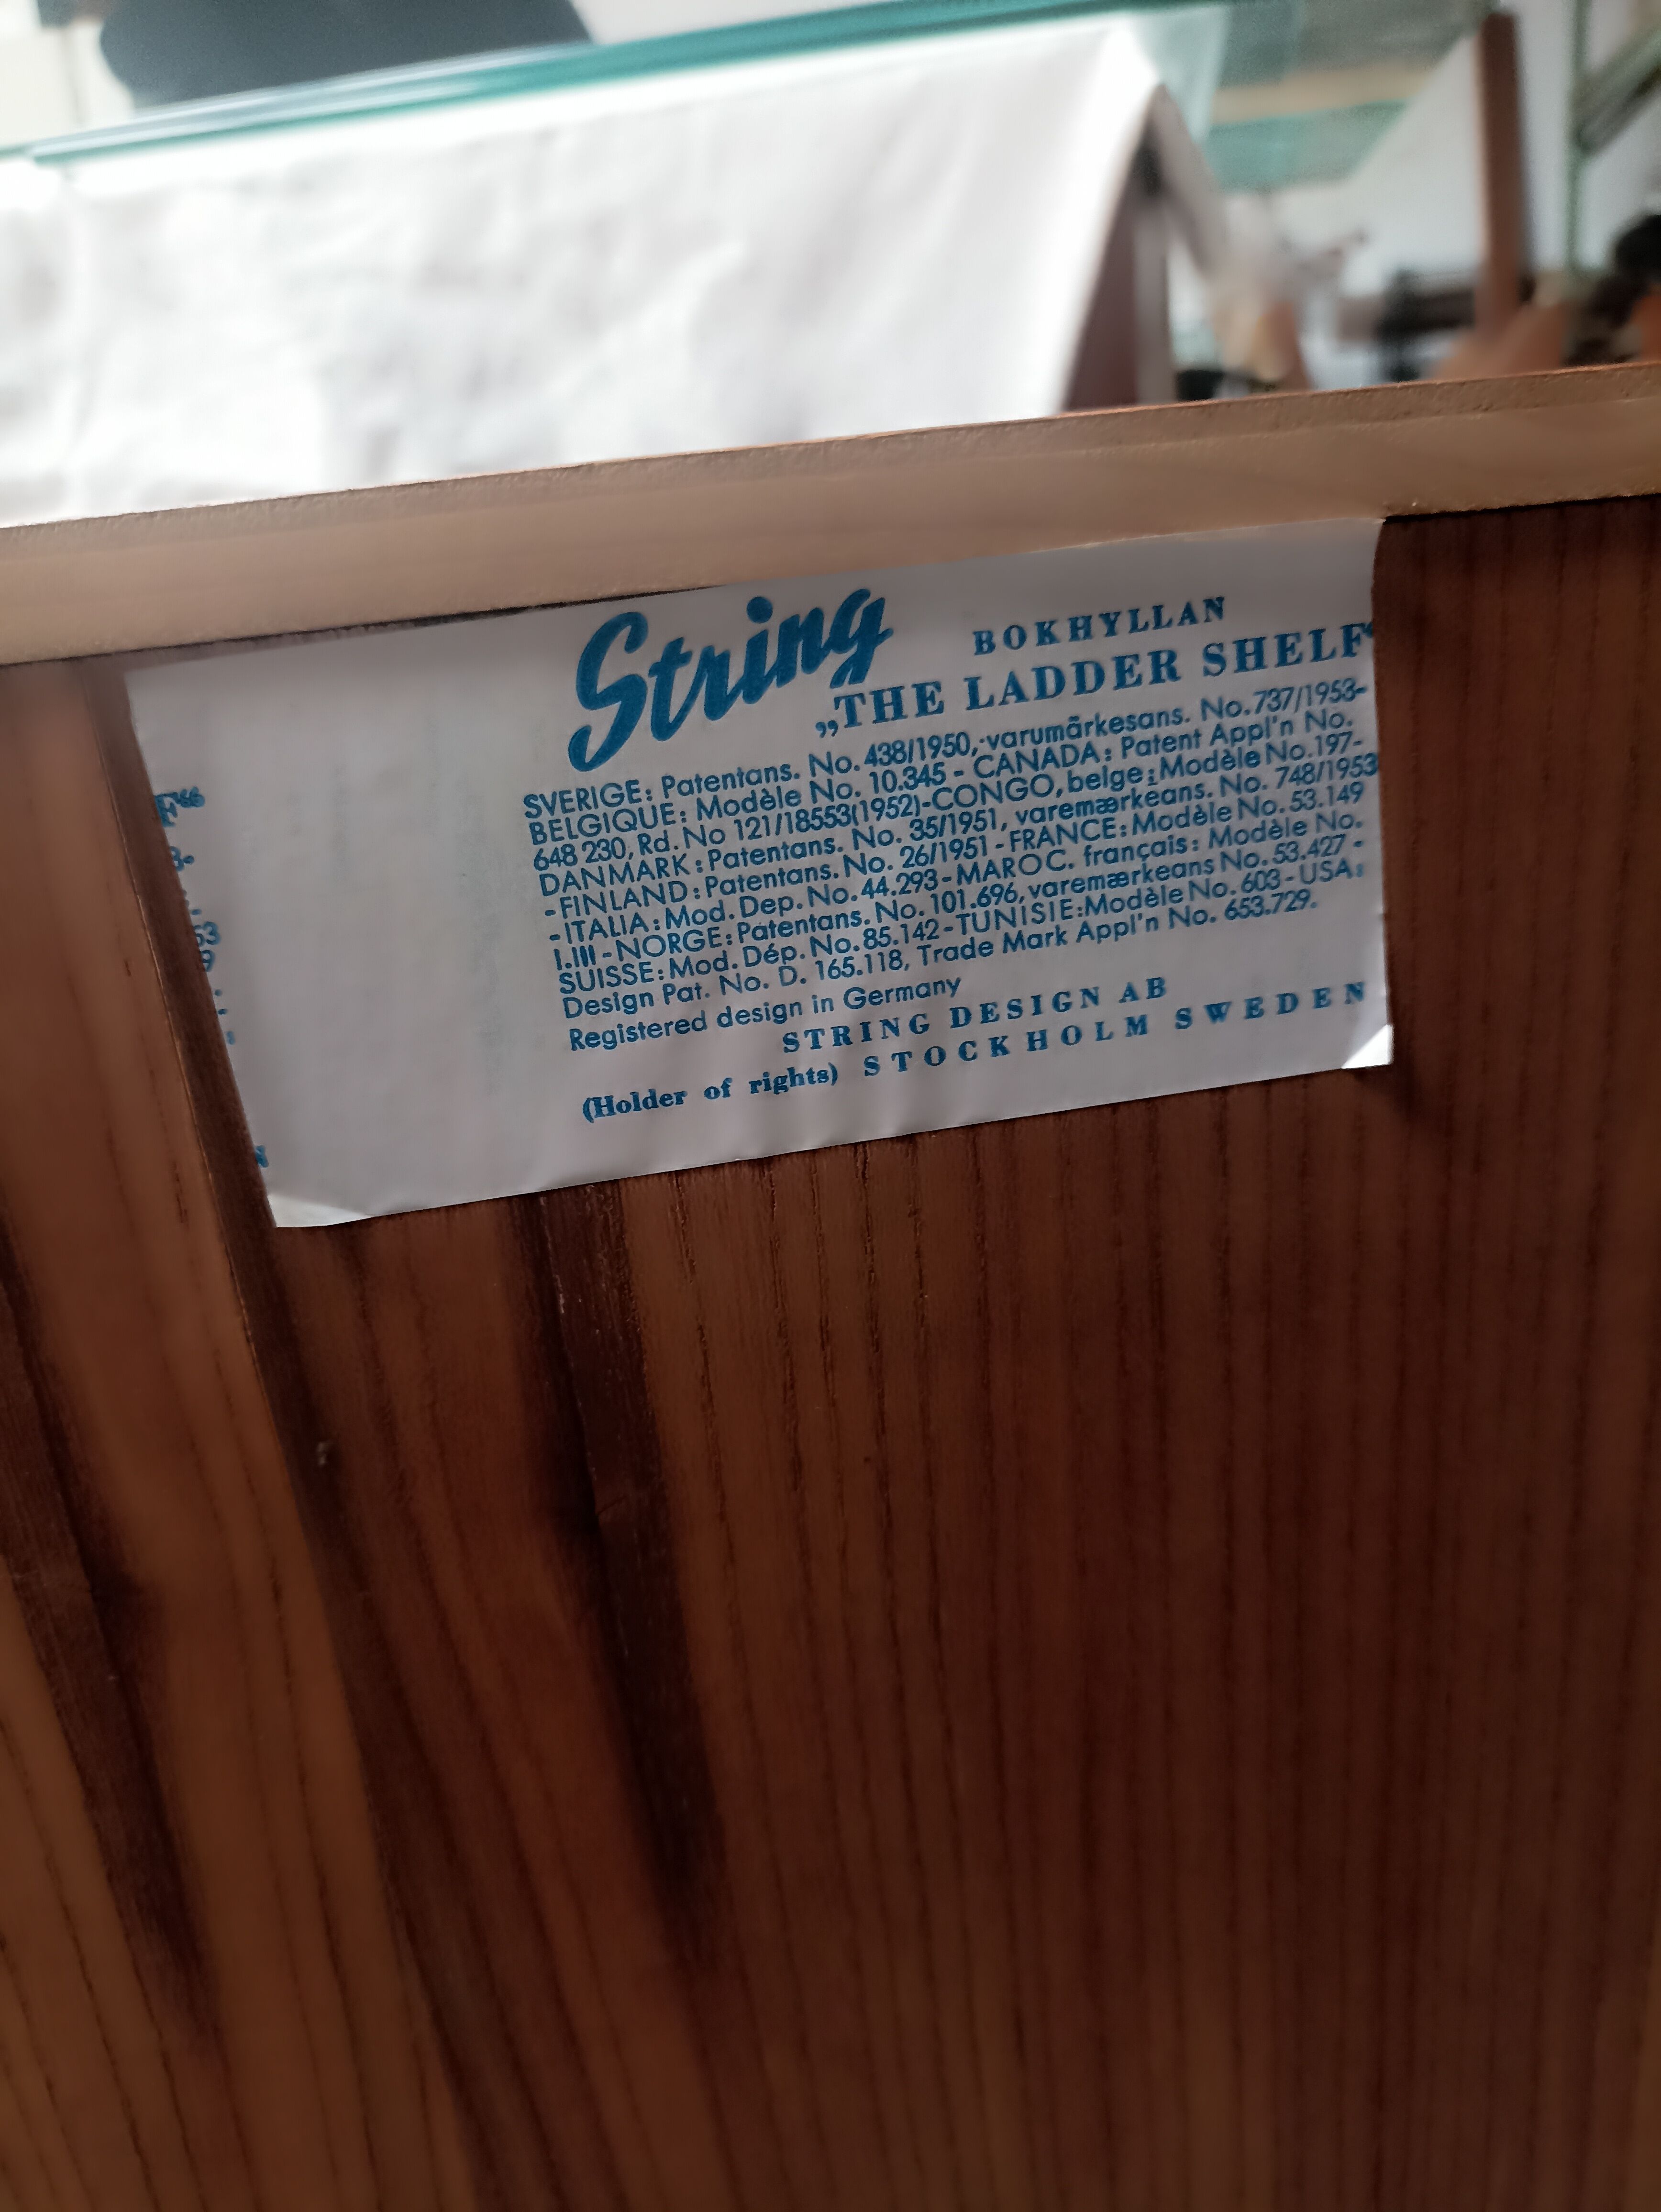 String
BOKHYLLAN
„THE LADDER SHELF“
SVERIGE: Patentans. No. 438/1950, varumärkesans. No. 737/1953-
BELGIQUE: Modèle No. 10.345 - CANADA: Patent Appl'n No.
648 230, Rd. No 121/18553(1952)-CONGO, belge: Modèle No. 197-
DANMARK: Patentans. No. 35/1951, varemærkeans. No. 748/1953
- FINLAND: Patentans. No. 26/1951 - FRANCE: Modèle No. 53.149
- ITALIA: Mod. Dep. No. 44.293 - MAROC. français: Modèle No.
I.III - NORGE: Patentans. No. 101.696, varemærkeans No. 53.427 -
SUISSE: Mod. Dép. No. 85.142 - TUNISIE: Modèle No. 603 - USA:
Design Pat. No. D. 165.118, Trade Mark Appl'n No. 653.729.
Registered design in Germany
STRING DESIGN AB
(Holder of rights) STOCKHOLM SWEDEN
F“
3-
-
53
9
-
-
:
N